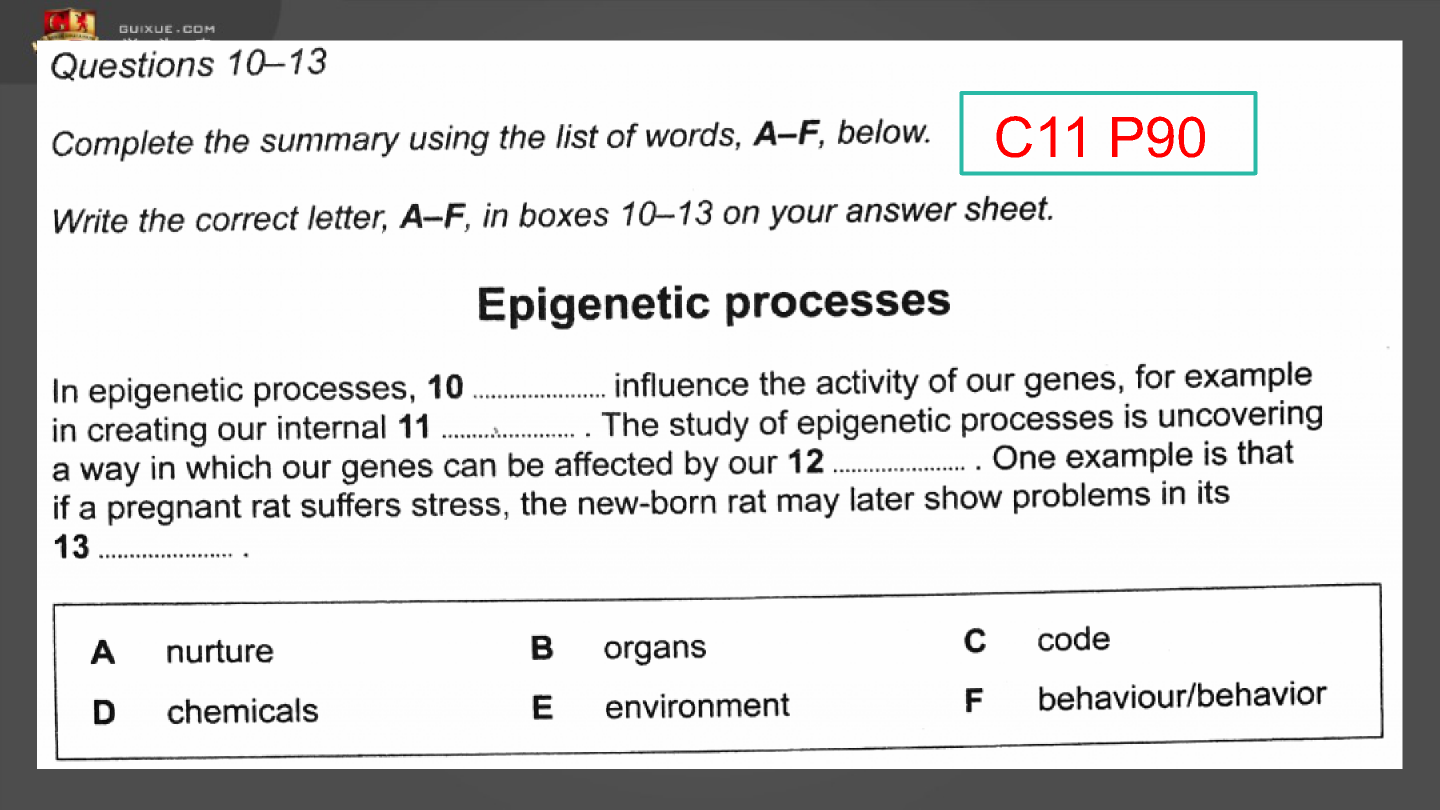 GUIXUE.COM
Questions 10–13
Complete the summary using the list of words, A–F, below.
C11 P90
Write the correct letter, A–F, in boxes 10–13 on your answer sheet.
Epigenetic processes
In epigenetic processes, 10 ...................... influence the activity of our genes, for example
in creating our internal 11 ...................... . The study of epigenetic processes is uncovering
a way in which our genes can be affected by our 12 ...................... . One example is that
if a pregnant rat suffers stress, the new-born rat may later show problems in its
13 ...................... .
A nurture B organs C code
D chemicals E environment F behaviour/behavior